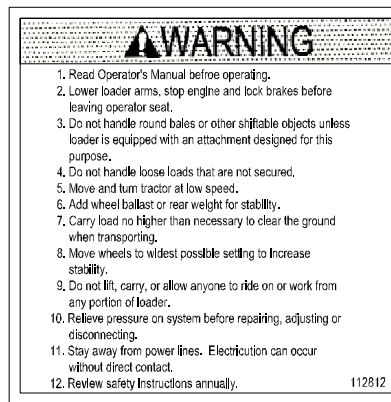 WARNING
1. Read Operator's Manual befroe operating.
2. Lower loader arms, stop engine and lock brakes before
leaving operator seat.
3. Do not handle round bales or other shiftable objects unless
loader is equipped with an attachment designed for this
purpose.
4. Do not handle loose loads that are not secured.
5. Move and turn tractor at low speed.
6. Add wheel ballast or rear weight for stability.
7. Carry load no higher than necessary to clear the ground
when transporting.
8. Move wheels to widest possible setting to increase
stability.
9. Do not lift, carry, or allow anyone to ride on or work from
any portion of loader.
10. Relieve pressure on system before repairing, adjusting or
disconnecting.
11. Stay away from power lines. Electricution can occur
without direct contact.
12. Review safety instructions annually. 112812